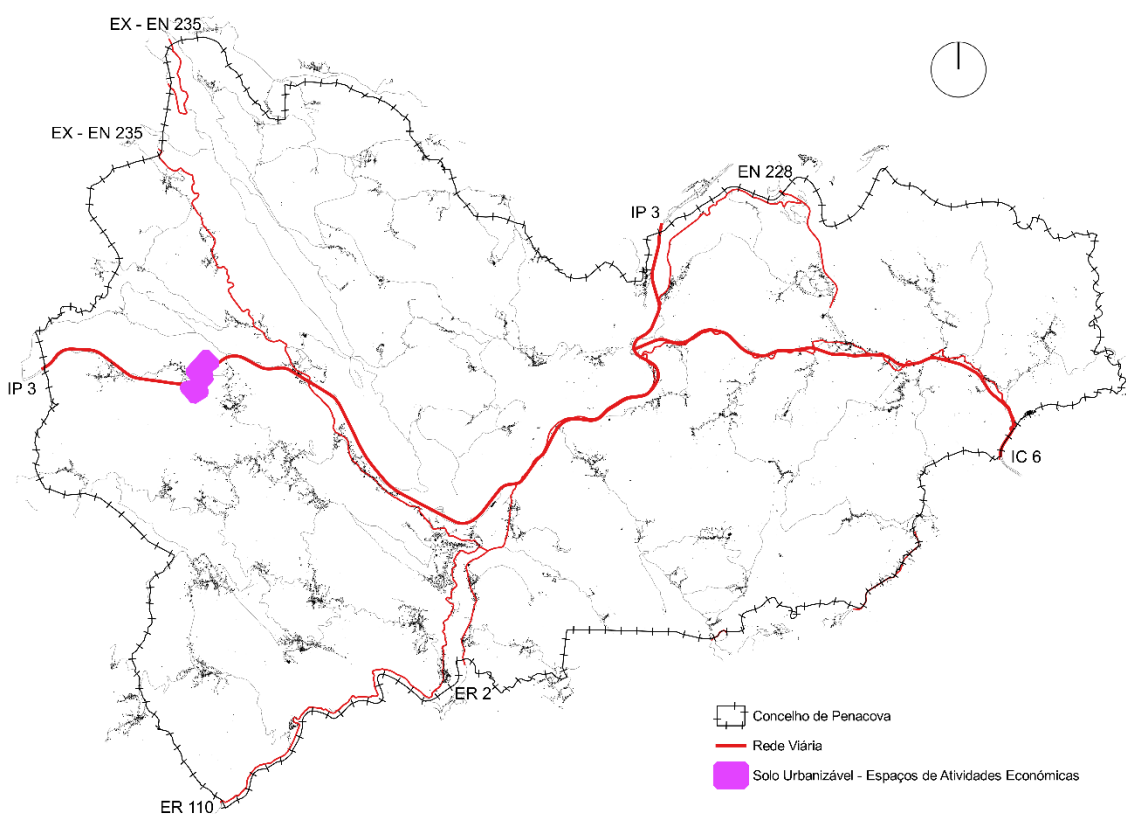 EX - EN 235
EX - EN 235
EN 228
IP 3
IP 3
IC 6
ER 2
ER 110
Concelho de Penacova
Rede Viária
Solo Urbanizável - Espaços de Atividades Económicas